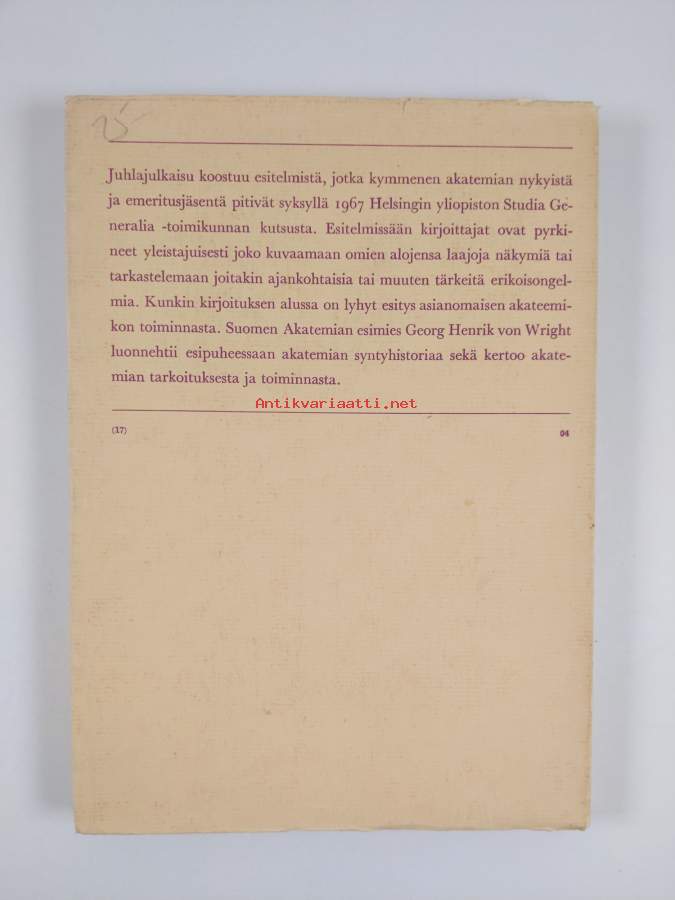 25-
Juhlajulkaisu koostuu esitelmistä, jotka kymmenen akatemian nykyistä
ja emeritusjäsentä pitivät syksyllä 1967 Helsingin yliopiston Studia Ge-
neralia -toimikunnan kutsusta. Esitelmissään kirjoittajat ovat pyrki-
neet yleistajuisesti joko kuvaamaan omien alojensa laajoja näkymiä tai
tarkastelemaan joitakin ajankohtaisia tai muuten tärkeitä erikoisongel-
mia. Kunkin kirjoituksen alussa on lyhyt esitys asianomaisen akateemi-
kon toiminnasta. Suomen Akatemian esimies Georg Henrik von Wright
luonnehtii esipuheessaan akatemian syntyhistoriaa sekä kertoo akate-
mian tarkoituksesta ja toiminnasta.
Antikvariaatti.net
(17) 04